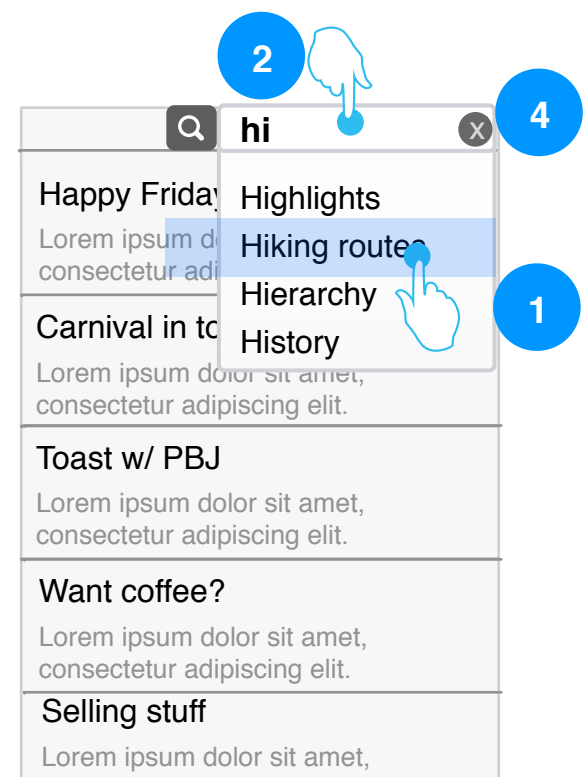 2
4
hi
X
Happy Friday
Highlights
Lorem ipsum
Hiking routes
consectetur adi
Hierarchy
1
Carnival in to
History
Lorem ipsum dolor sit amet,
consectetur adipiscing elit.
Toast w/ PBJ
Lorem ipsum dolor sit amet,
consectetur adipiscing elit.
Want coffee?
Lorem ipsum dolor sit amet,
consectetur adipiscing elit.
Selling stuff
Lorem ipsum dolor sit amet,